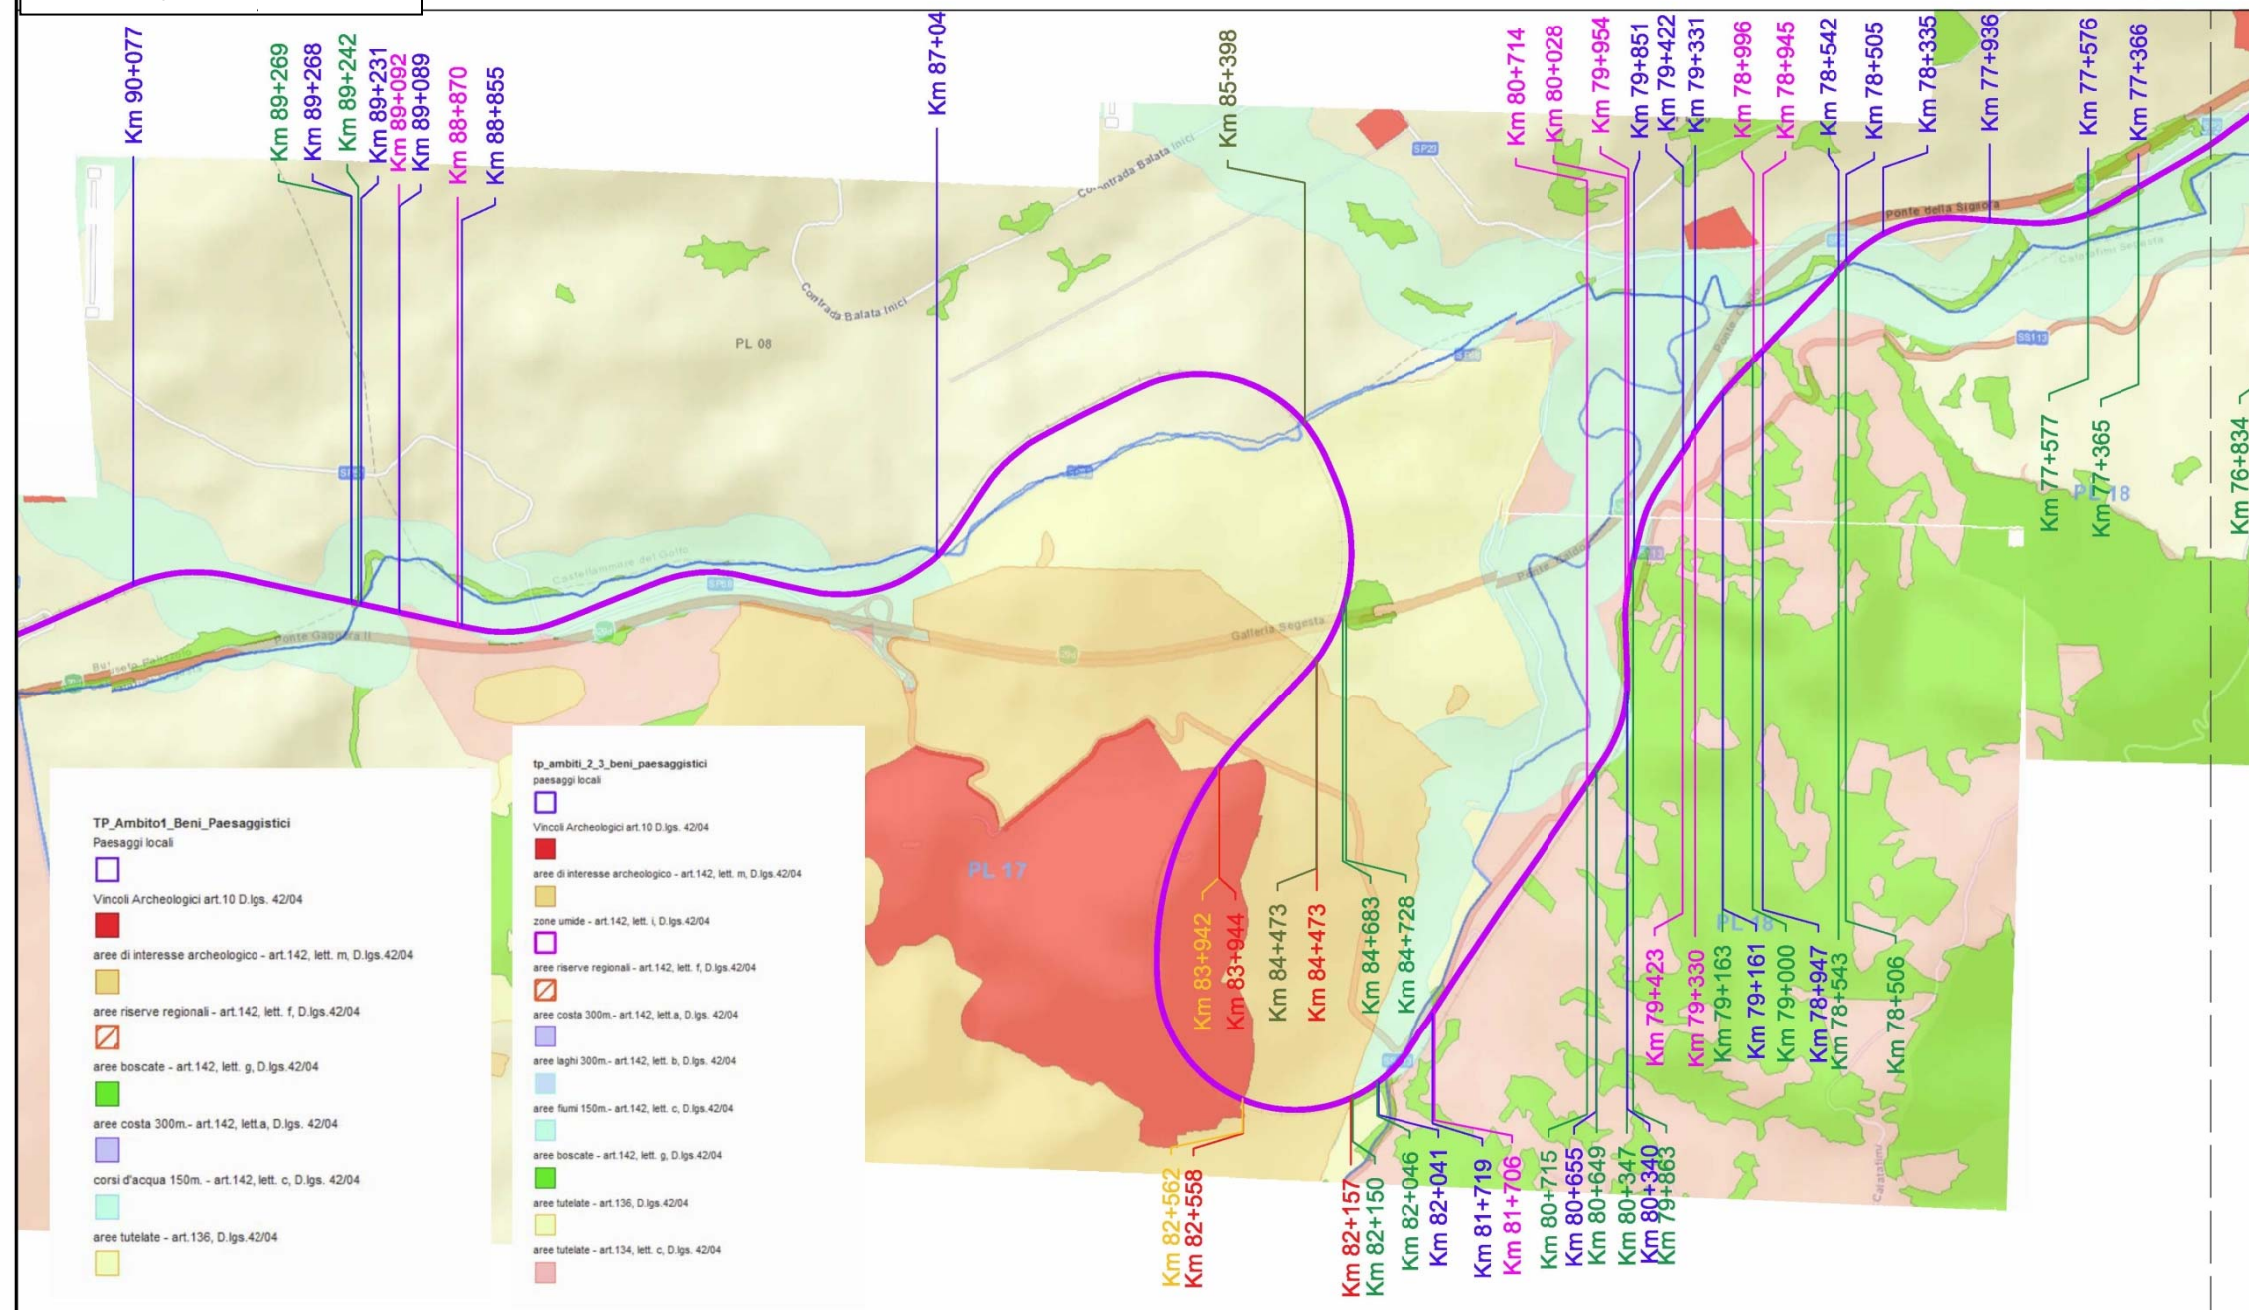 Km 90+077
Km 89+269
Km 89+268
Km 89+242
Km 89+231
Km 89+092
Km 89+089
Km 88+870
Km 88+855
Km 87+04
Km 85+398
Km 80+714
Km 80+028
Km 79+954
Km 79+851
Km 79+422
Km 79+331
Km 78+996
Km 78+945
Km 78+542
Km 78+505
Km 78+335
Km 77+936
Km 77+576
Km 77+366
Contrada Balata Inici
SP23
Ponte della Signora
Calatafimi Segesta
Contrada Balata Inici
PL 08
SS113
SP68
Km 77+577
Km 77+365
Km 76+834
PL 18
Castellammare del Golfo
SP68
Ponte Gaggera II
Galleria Segesta
PL 17
PL 18
Km 83+942
Km 83+944
Km 84+473
Km 84+473
Km 84+683
Km 84+728
Km 79+423
Km 79+330
Km 79+163
Km 79+161
Km 79+000
Km 78+947
Km 78+543
Km 78+506
Km 82+562
Km 82+558
Km 82+157
Km 82+150
Km 82+046
Km 82+041
Km 81+719
Km 81+706
Km 80+715
Km 80+655
Km 80+649
Km 80+347
Km 80+340
Km 79+863
TP_Ambito1_Beni_Paesaggistici
Paesaggi locali
Vincoli Archeologici art.10 D.lgs. 42/04
aree di interesse archeologico - art.142, lett. m, D.lgs.42/04
aree riserve regionali - art.142, lett. f, D.lgs.42/04
aree boscate - art.142, lett. g, D.lgs.42/04
aree costa 300m.- art.142, lett.a, D.lgs. 42/04
corsi d'acqua 150m. - art.142, lett. c, D.lgs. 42/04
aree tutelate - art.136, D.lgs.42/04
tp_ambiti_2_3_beni_paesaggistici
paesaggi locali
Vincoli Archeologici art.10 D.lgs. 42/04
aree di interesse archeologico - art.142, lett. m, D.lgs.42/04
zone umide - art.142, lett. i, D.lgs.42/04
aree riserve regionali - art.142, lett. f, D.lgs.42/04
aree costa 300m.- art.142, lett.a, D.lgs. 42/04
aree laghi 300m.- art.142, lett. b, D.lgs. 42/04
aree fiumi 150m.- art.142, lett. c, D.lgs.42/04
aree boscate - art.142, lett. g, D.lgs.42/04
aree tutelate - art.136, D.lgs.42/04
aree tutelate - art.134, lett. c, D.lgs. 42/04